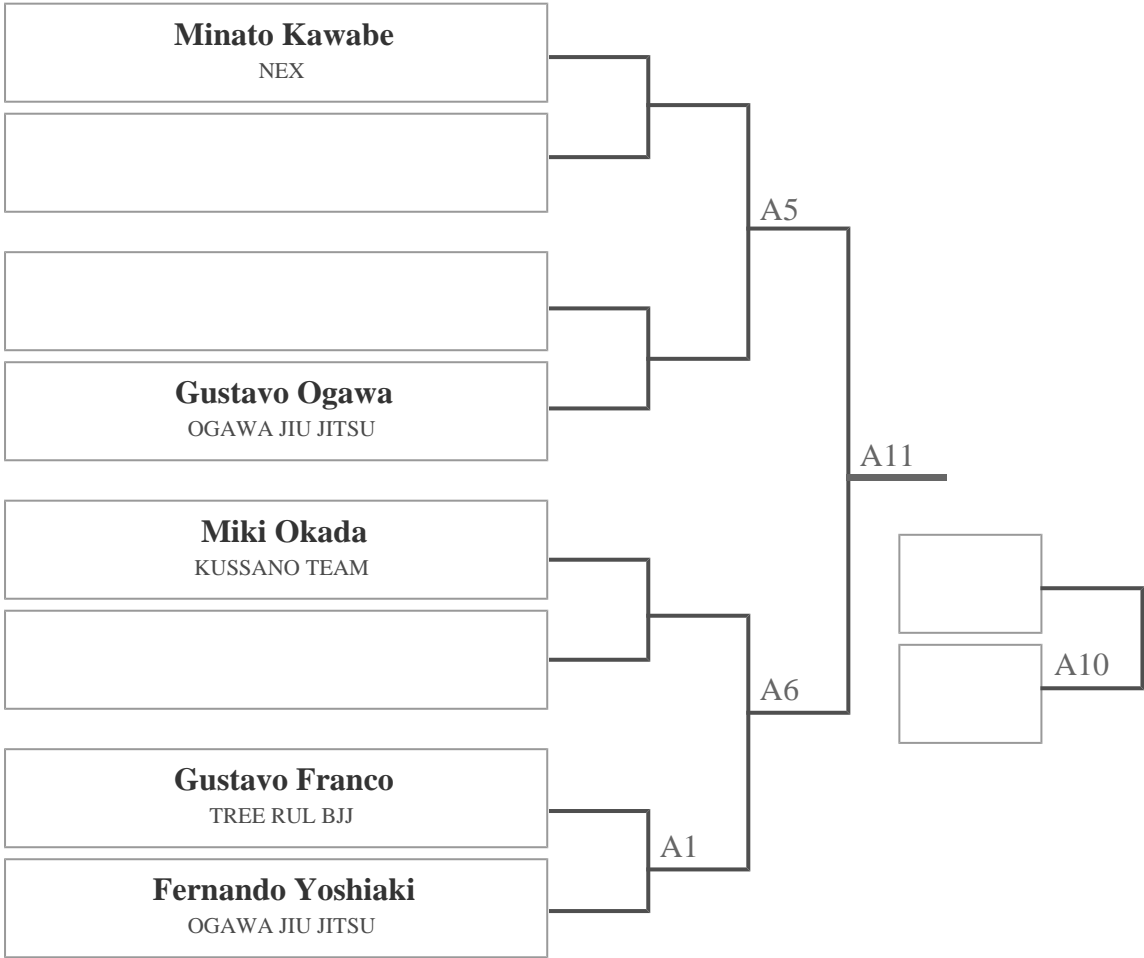 Minato Kawabe
NEX
A5
Gustavo Ogawa
OGAWA JIU JITSU
A11
Miki Okada
KUSSANO TEAM
A10
A6
Gustavo Franco
TREE RUL BJJ
A1
Fernando Yoshiaki
OGAWA JIU JITSU